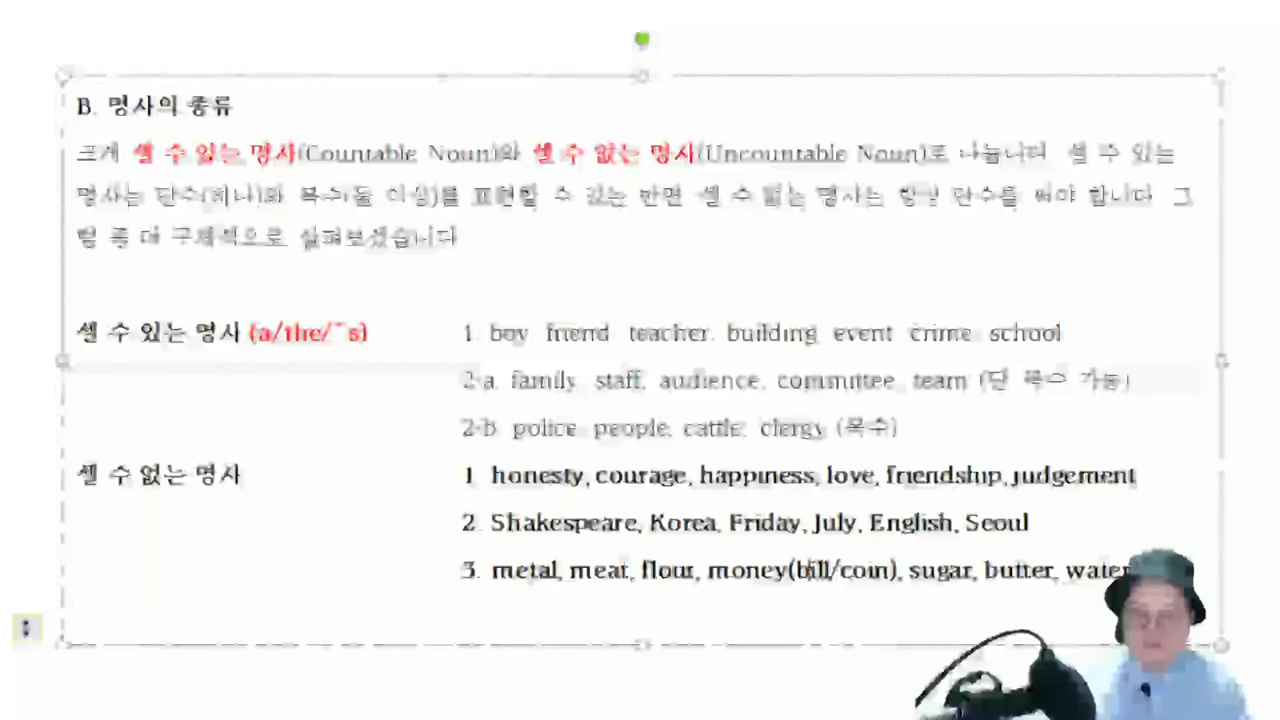 B. 명사의 종류
크게 셀 수 있는 명사(Countable Noun)와 셀 수 없는 명사(Uncountable Noun)로 나눕니다. 셀 수 있는
명사는 단수(하나)와 복수(둘 이상)를 표현할 수 있는 반면 셀 수 없는 명사는 항상 단수를 써야 합니다. 그
럼 좀 더 구체적으로 살펴보겠습니다
셀 수 있는 명사 (a/the/~s) 1. boy, friend, teacher, building, event, crime, school
2-a. family, staff, audience, committee, team (단 복수 가능)
2-b. police, people, cattle, clergy (복수)
셀 수 없는 명사 1. honesty, courage, happiness, love, friendship, judgement
2. Shakespeare, Korea, Friday, July, English, Seoul
3. metal, meat, flour, money(bill/coin), sugar, butter, water